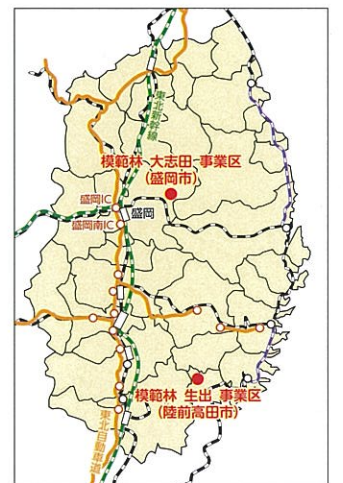 東北新幹線
模範林 大志田 事業区
(盛岡市)
盛岡IC
盛岡
盛岡南IC
模範林 生出 事業区
(陸前高田市)
東北自動車道